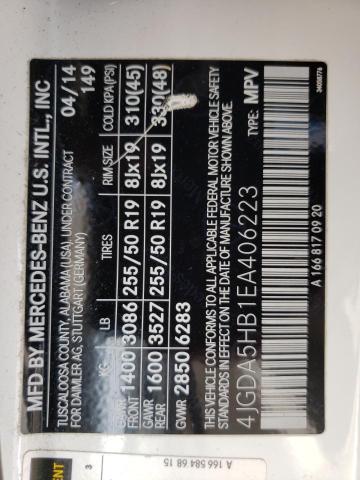 MFD BY MERCEDES-BENZ U.S. INTL., INC.
TUSCALOOSA COUNTY, ALABAMA (USA) UNDER CONTRACT
FOR DAIMLER AG, STUTTGART (GERMANY)
04/14
149
KG LB TIRES RIM SIZE COLD KPA(PSI)
GAWR FRONT 1400 3086 255/50 R19 8Jx19 310(45)
GAWR REAR 1600 3527 255/50 R19 8Jx19 330(48)
GVWR 2850 6283
THIS VEHICLE CONFORMS TO ALL APPLICABLE FEDERAL MOTOR VEHICLE SAFETY
STANDARDS IN EFFECT ON THE DATE OF MANUFACTURE SHOWN ABOVE.
4JGDA5HB1EA406223 TYPE: MPV
A 166 817 09 20
A 166 584 68 15
3